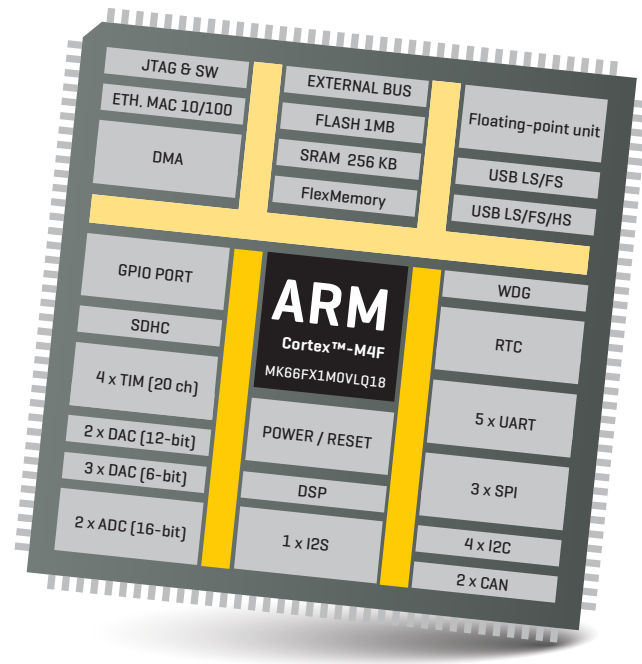 JTAG & SW
ETH. MAC 10/100
DMA
EXTERNAL BUS
FLASH 1MB
SRAM 256 KB
FlexMemory
Floating-point unit
USB LS/FS
USB LS/FS/HS
GPIO PORT
SDHC
4 x TIM (20 ch)
2 x DAC (12-bit)
3 x DAC (6-bit)
2 x ADC (16-bit)
ARM
Cortex™-M4F
MK66FX1M0VLQ18
POWER / RESET
DSP
1 x I2S
WDG
RTC
5 x UART
3 x SPI
4 x I2C
2 x CAN